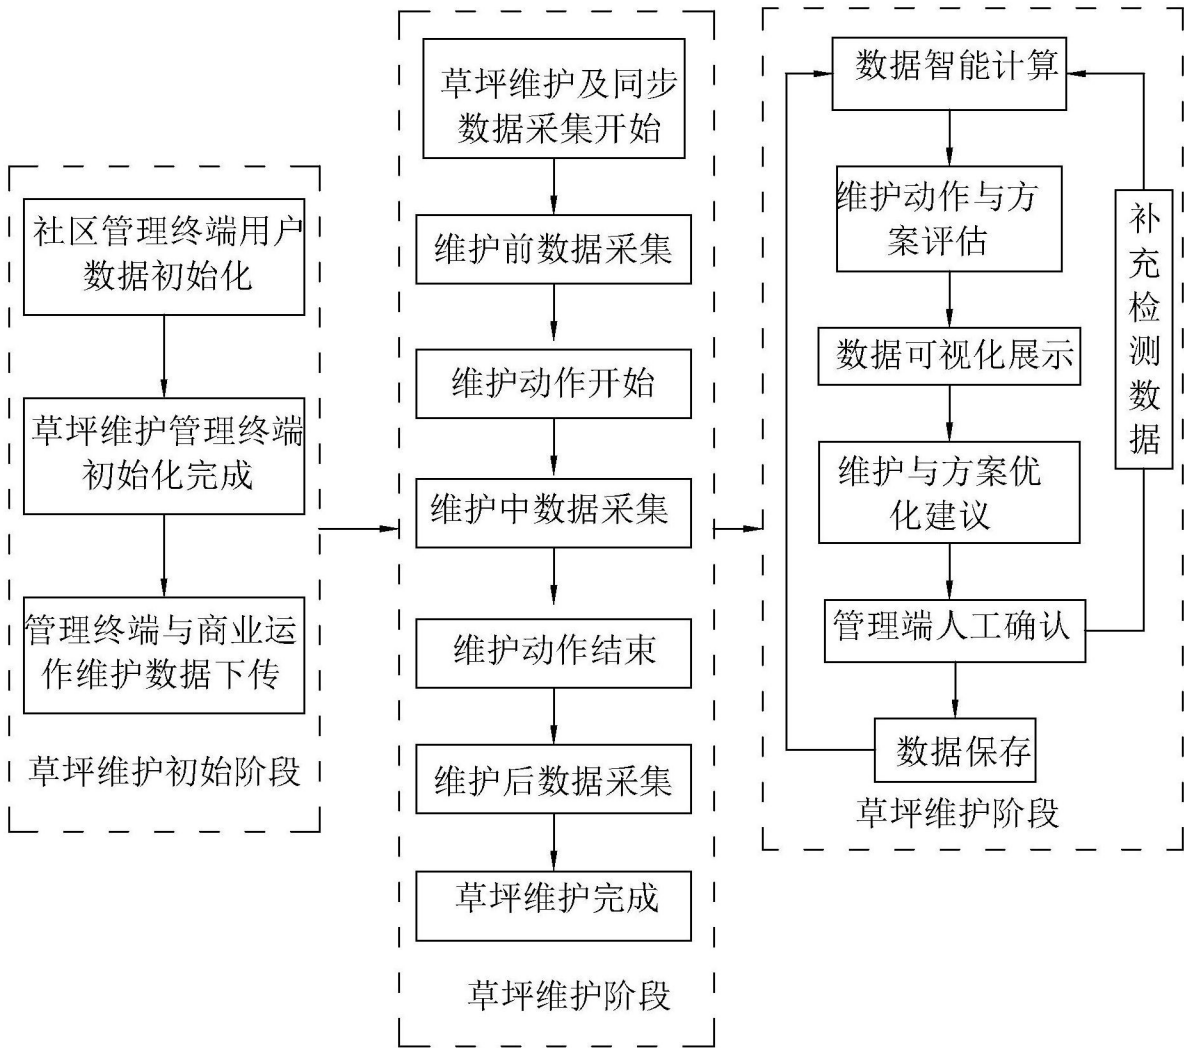 社区管理终端用户
数据初始化
草坪维护管理终端
初始化完成
管理终端与商业运
作维护数据下传
草坪维护初始阶段
草坪维护及同步
数据采集开始
维护前数据采集
维护动作开始
维护中数据采集
维护动作结束
维护后数据采集
草坪维护完成
草坪维护阶段
数据智能计算
维护动作与方
案评估
数据可视化展示
维护与方案优
化建议
管理端人工确认
数据保存
补充检测数据
草坪维护阶段